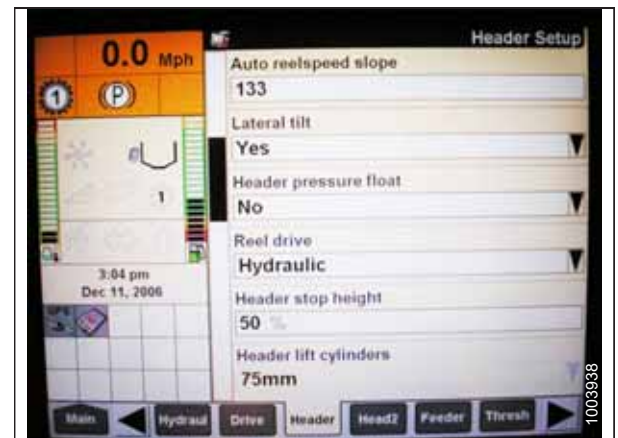 0.0 Mph
Header Setup
1
(P)
Auto reelspeed slope
133
Lateral tilt
Yes
1
Header pressure float
No
Reel drive
Hydraulic
3:04 pm
Dec 11, 2006
Header stop height
50 %
Header lift cylinders
75mm
Main
Hydraul
Drive
Header
Head2
Feeder
Thresh
1003938